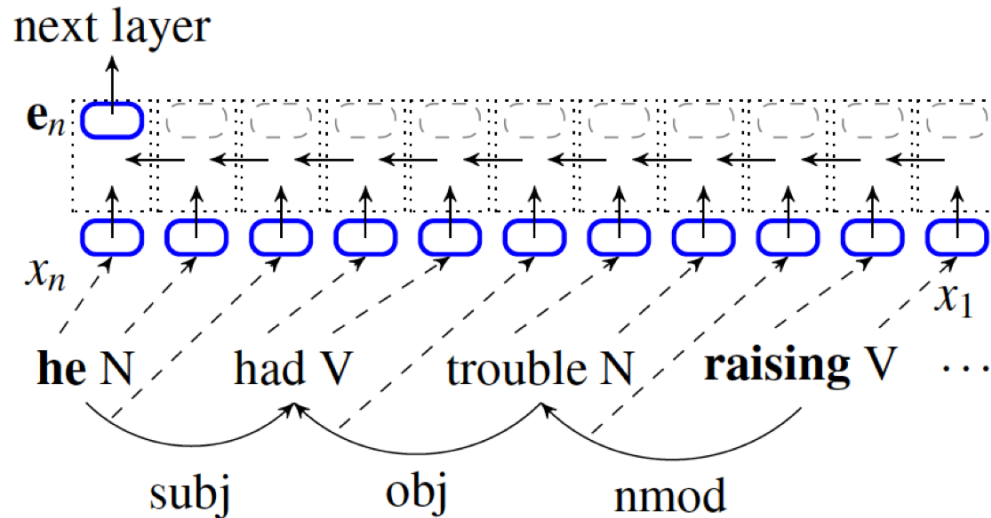 next layer
e_n
x_n
x_1
he N had V trouble N raising V ...
subj obj nmod